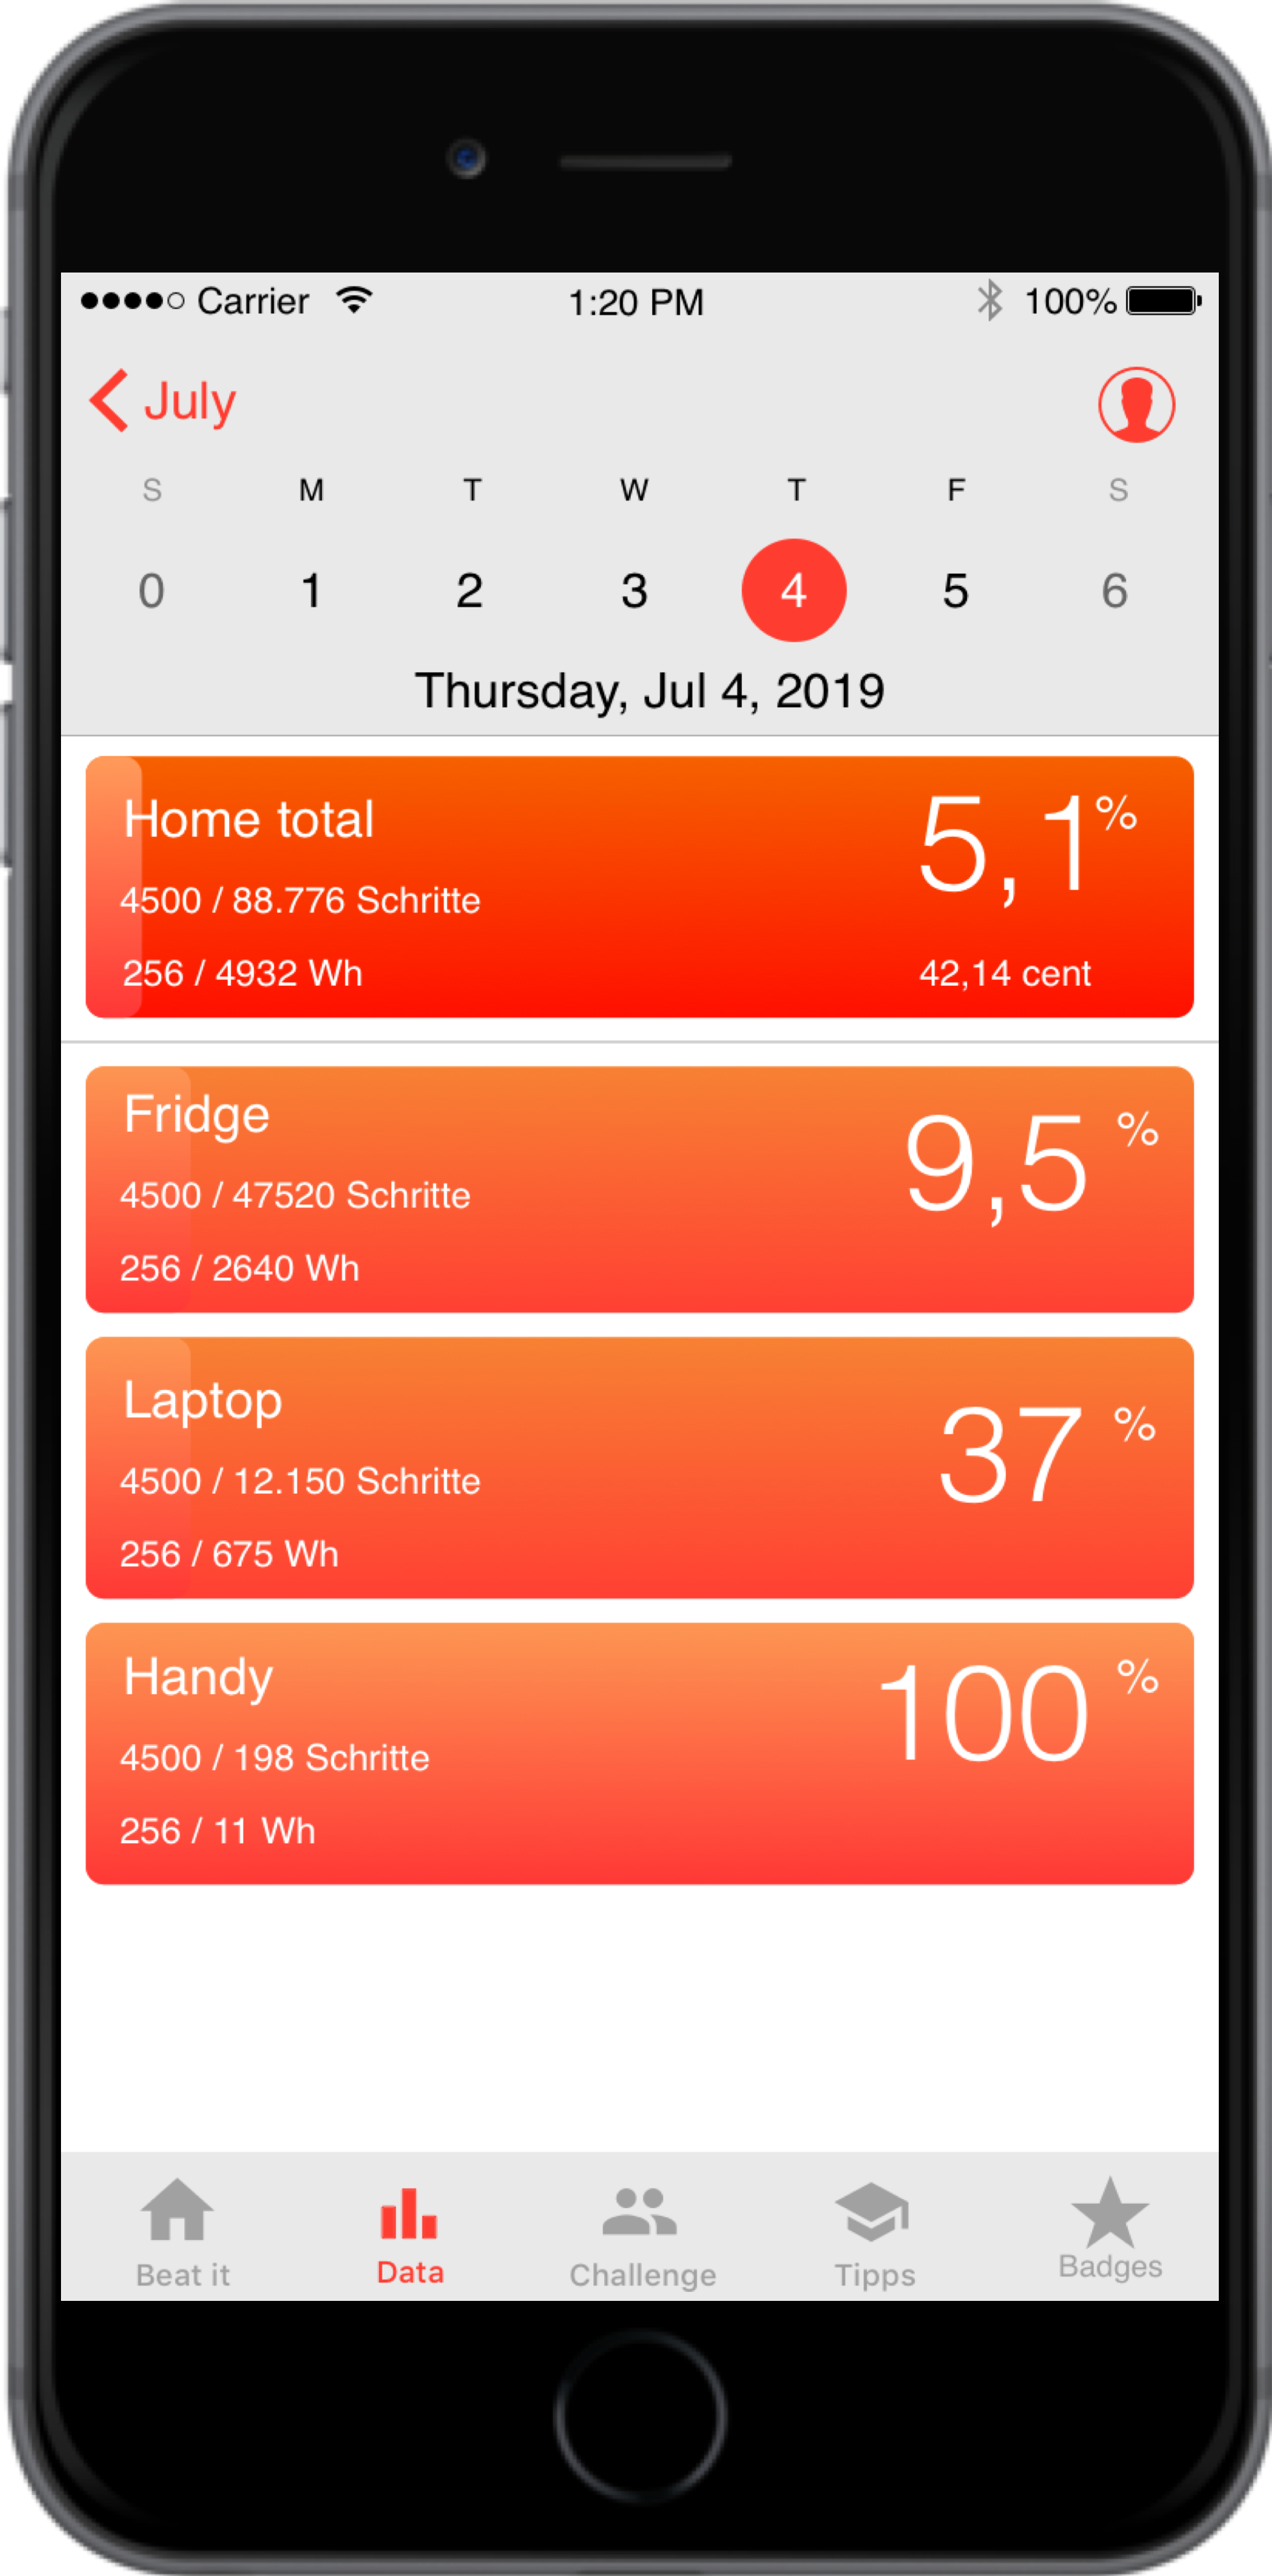 Carrier 1:20 PM 100%
July
S M T W T F S
0 1 2 3 4 5 6
Thursday, Jul 4, 2019
Home total 5,1%
4500 / 88.776 Schritte
256 / 4932 Wh 42,14 cent
Fridge 9,5 %
4500 / 47520 Schritte
256 / 2640 Wh
Laptop 37 %
4500 / 12.150 Schritte
256 / 675 Wh
Handy 100 %
4500 / 198 Schritte
256 / 11 Wh
Beat it Data Challenge Tipps Badges